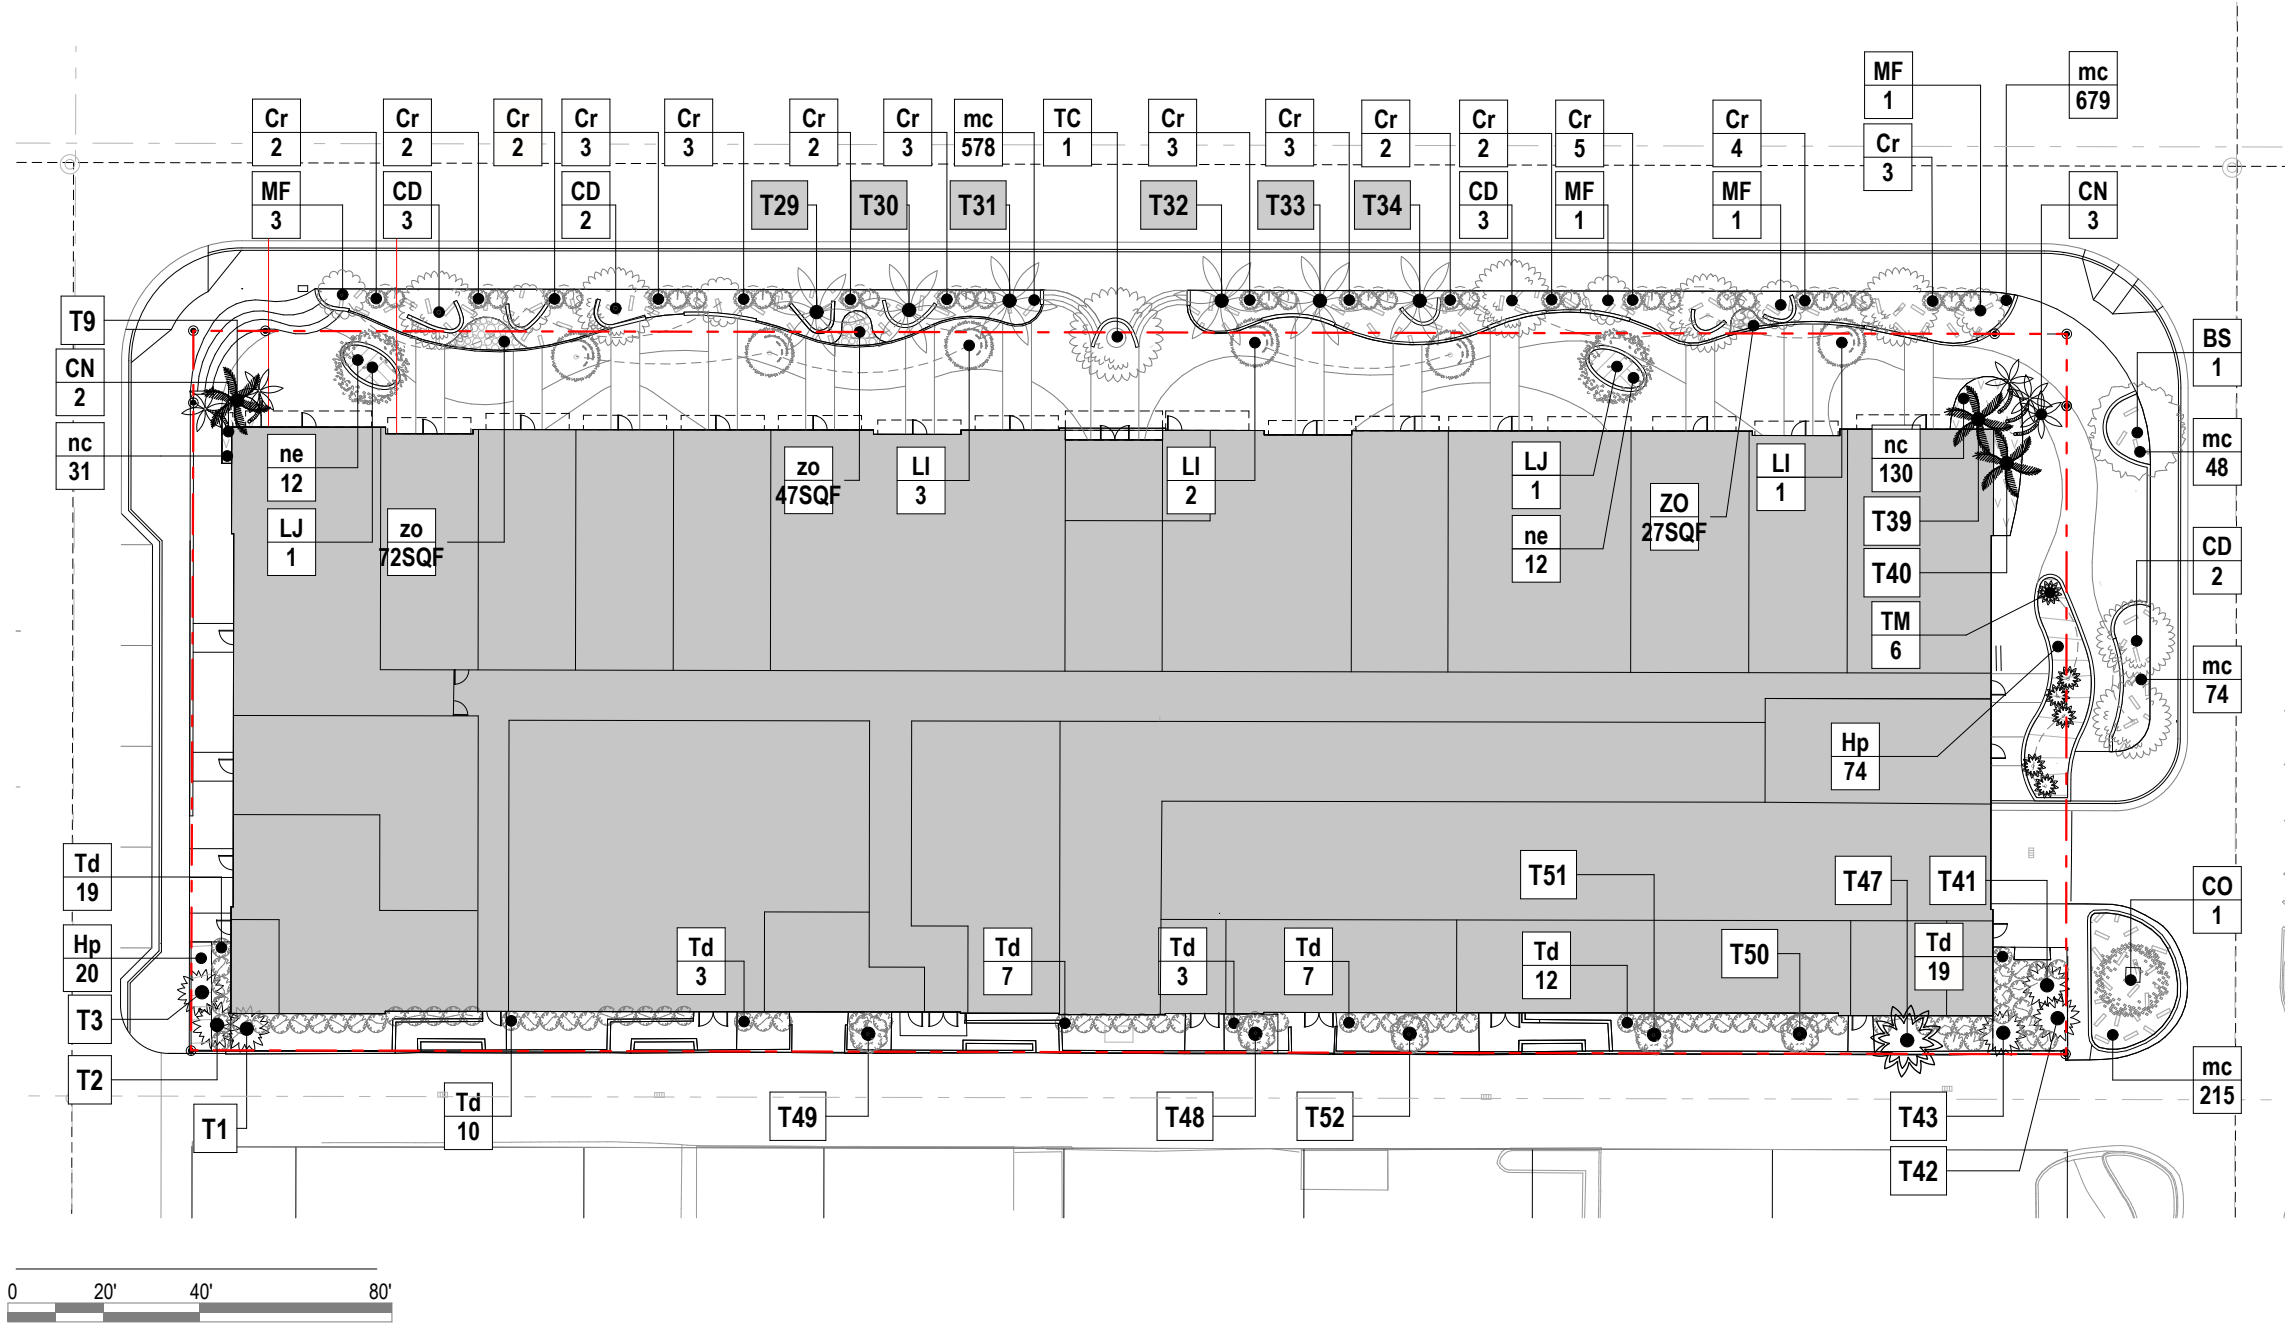 MF
1
mc
679
Cr
2
Cr
2
Cr
2
Cr
3
Cr
3
Cr
2
Cr
3
mc
578
TC
1
Cr
3
Cr
3
Cr
2
Cr
2
Cr
5
Cr
4
Cr
3
MF
3
CD
3
CD
2
T29
T30
T31
T32
T33
T34
CD
3
MF
1
MF
1
CN
3
T9
BS
1
CN
2
nc
31
ne
12
zo
47SQF
LI
3
LI
2
LJ
1
LI
1
nc
130
mc
48
LJ
1
zo
72SQF
ne
12
ZO
27SQF
T39
T40
CD
2
TM
6
mc
74
Hp
74
Td
19
T51
T47
T41
CO
1
Hp
20
Td
3
Td
7
Td
3
Td
7
Td
12
T50
Td
19
T3
T2
mc
215
T1
Td
10
T49
T48
T52
T43
T42
0 20' 40' 80'